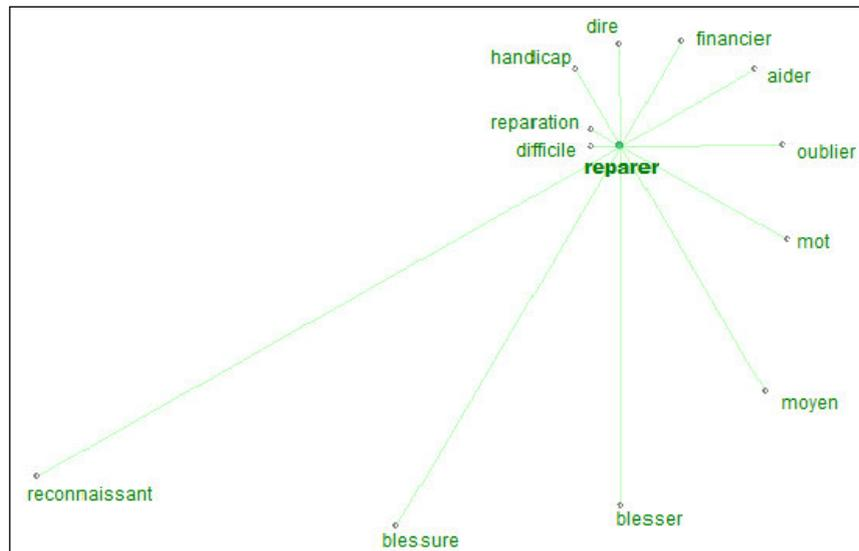 dire
financier
handicap
aider
reparation
difficile
oublier
reparer
mot
moyen
reconnaissant
blesser
blessure